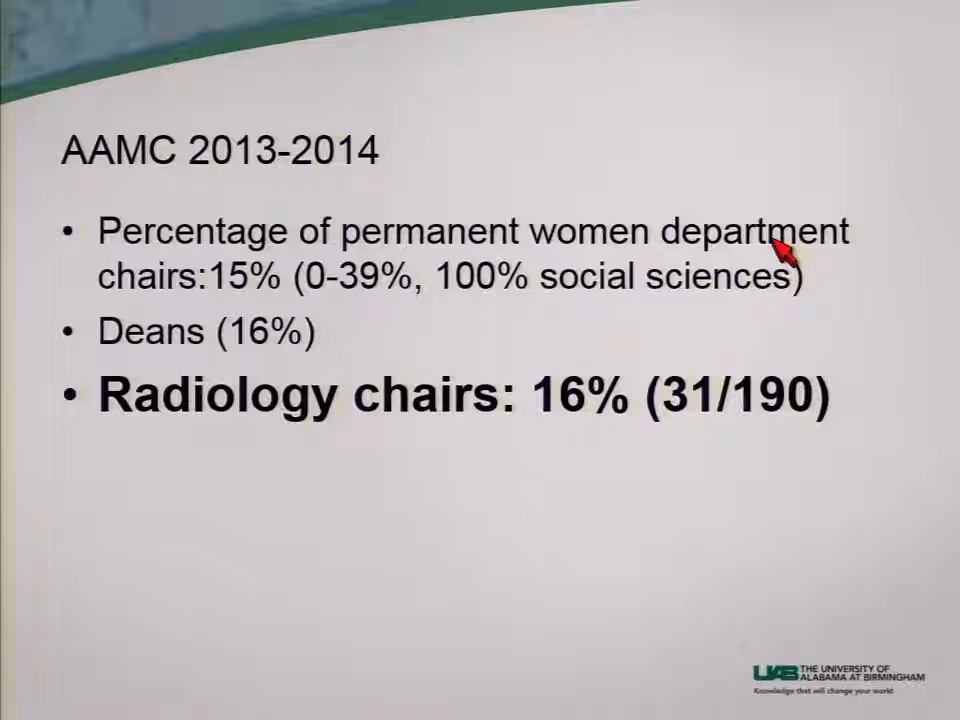 AAMC 2013-2014
• Percentage of permanent women department
chairs:15% (0-39%, 100% social sciences)
• Deans (16%)
• Radiology chairs: 16% (31/190)
UAB THE UNIVERSITY OF
ALABAMA AT BIRMINGHAM
Knowledge that will change your world